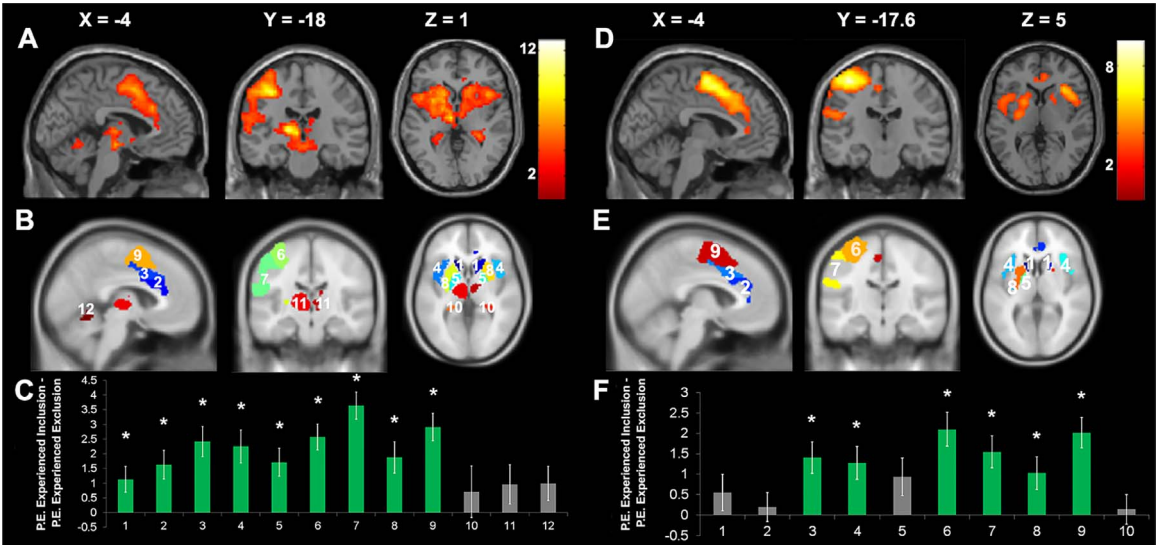 X = -4 Y = -18 Z = 1 X = -4 Y = -17.6 Z = 5
A D
12 2 8 2
B E
9 3 2 12
6 7 11 11
4 1 1 8 4 8 5 5 10 10
9 3 2
7 6
4 1 1 4 8 5
C F
P.E. Experienced Inclusion -
P.E. Experienced Exclusion
4.5
4
3.5
3
2.5
2
1.5
1
0.5
0
-0.5
* * * * * * * * *
1 2 3 4 5 6 7 8 9 10 11 12
P.E. Experienced Inclusion -
P.E. Experienced Exclusion
3
2.5
2
1.5
1
0.5
0
-0.5
* * * * * *
1 2 3 4 5 6 7 8 9 10